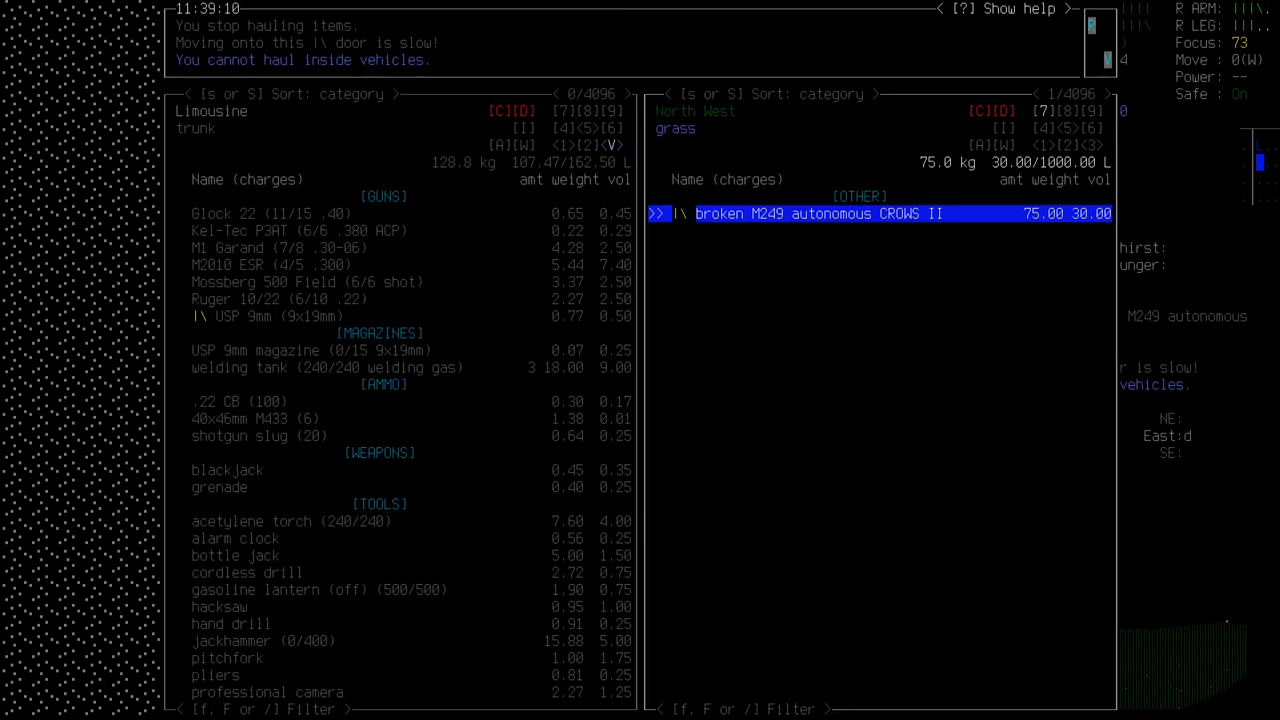 11:39:10 < [?] Show help > R ARM: |||\.
You stop hauling items. R R LEG: |||..
Moving onto this |\ door is slow! Focus: 73
You cannot haul inside vehicles. V 4 Move : 0(W)
Power: --
Safe : On
< [s or S] Sort: category > < 0/4096 > < [s or S] Sort: category > < 1/4096 >
Limousine [C][D] [7][8][9] North West [C][D] [7][8][9] 0
trunk [I] [4]<5>[6] grass [I] [4]<5>[6]
[A][W] <1>[2]<V> [A][W] <1>[2]<3>
128.8 kg 107.47/162.50 L 75.0 kg 30.00/1000.00 L
Name (charges) amt weight vol Name (charges) amt weight vol
[GUNS] [OTHER]
Glock 22 (11/15 .40) 0.65 0.45 >> |\ broken M249 autonomous CROWS II 75.00 30.00
Kel-Tec P3AT (6/6 .380 ACP) 0.22 0.29
M1 Garand (7/8 .30-06) 4.28 2.50 hirst:
M2010 ESR (4/5 .300) 5.44 7.40 unger:
Mossberg 500 Field (6/6 shot) 3.37 2.50
Ruger 10/22 (6/10 .22) 2.27 2.50
|\ USP 9mm (9x19mm) 0.77 0.50 M249 autonomous
[MAGAZINES]
USP 9mm magazine (0/15 9x19mm) 0.07 0.25
welding tank (240/240 welding gas) 3 18.00 9.00 r is slow!
[AMMO] vehicles.
.22 CB (100) 0.30 0.17
40x46mm M433 (6) 1.38 0.01 NE:
shotgun slug (20) 0.64 0.25 East:d
[WEAPONS] SE:
blackjack 0.45 0.35
grenade 0.40 0.25
[TOOLS]
acetylene torch (240/240) 7.60 4.00
alarm clock 0.56 0.25
bottle jack 5.00 1.50
cordless drill 2.72 0.75
gasoline lantern (off) (500/500) 1.90 0.75
hacksaw 0.95 1.00
hand drill 0.91 0.25
jackhammer (0/400) 15.88 5.00
pitchfork 1.00 1.75
pliers 0.81 0.25
professional camera 2.27 1.25
< [f, F or /] Filter > < [f, F or /] Filter >